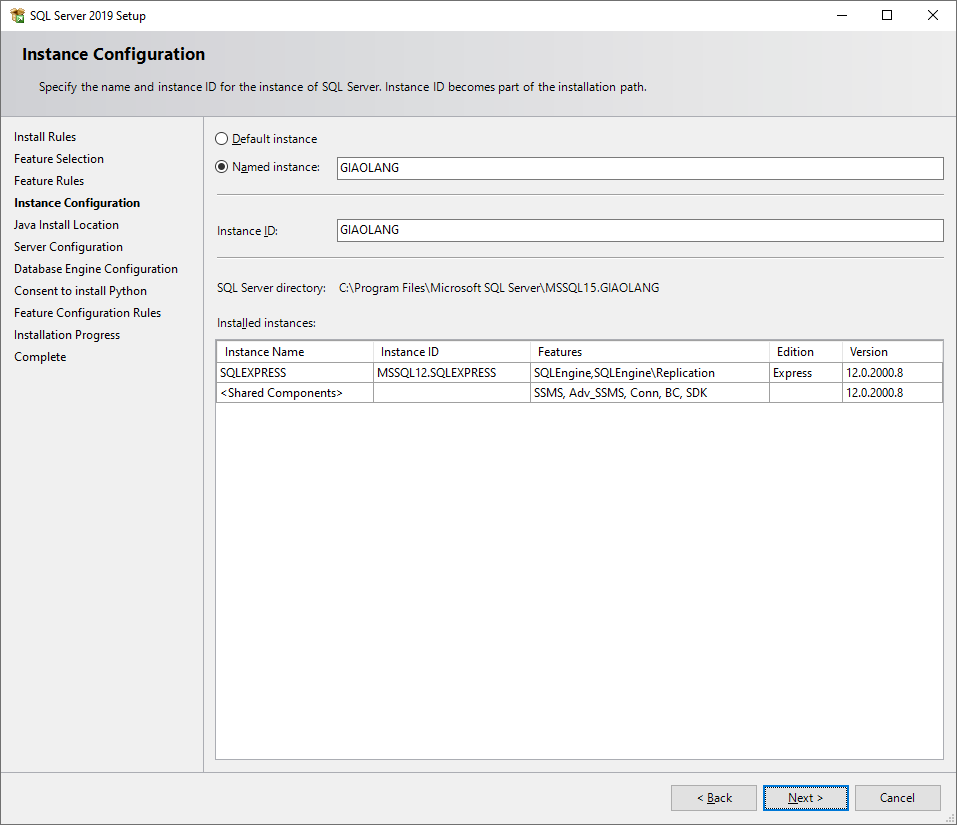 SQL Server 2019 Setup
Instance Configuration
Specify the name and instance ID for the instance of SQL Server. Instance ID becomes part of the installation path.
Install Rules
Feature Selection
Feature Rules
Instance Configuration
Java Install Location
Server Configuration
Database Engine Configuration
Consent to install Python
Feature Configuration Rules
Installation Progress
Complete
Default instance
Named instance: GIAOLANG
Instance ID: GIAOLANG
SQL Server directory: C:\Program Files\Microsoft SQL Server\MSSQL15.GIAOLANG
Installed instances:
Instance Name Instance ID Features Edition Version
SQLEXPRESS MSSQL12.SQLEXPRESS SQLEngine,SQLEngine\Replication Express 12.0.2000.8
<Shared Components> SSMS, Adv_SSMS, Conn, BC, SDK 12.0.2000.8
< Back Next > Cancel